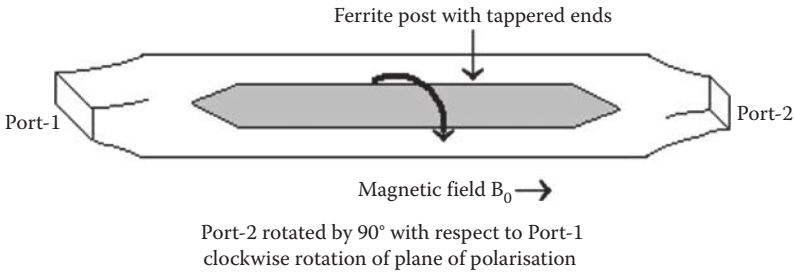 Ferrite post with tappered ends
Port-1
Port-2
Magnetic field B₀
Port-2 rotated by 90° with respect to Port-1
clockwise rotation of plane of polarisation